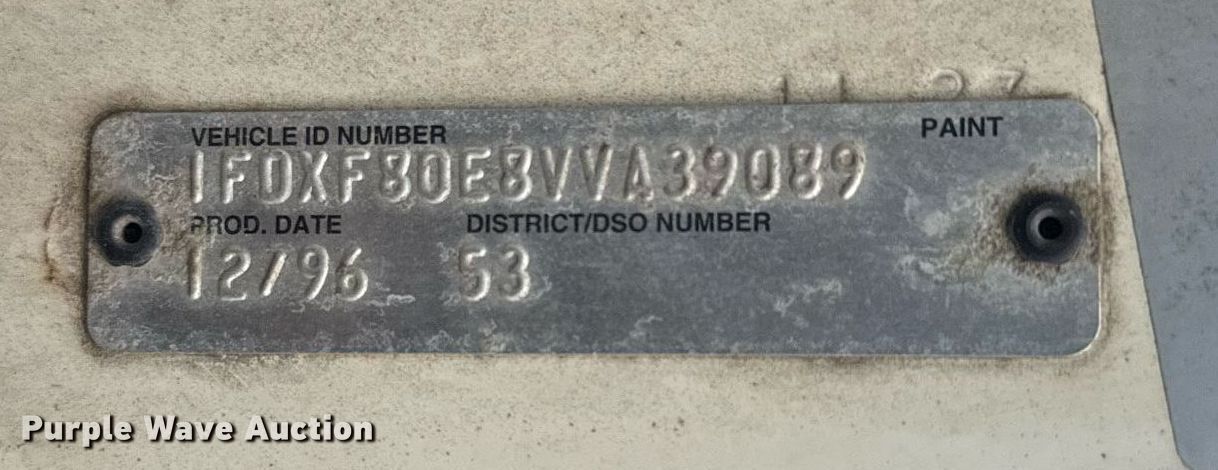 VEHICLE ID NUMBER PAINT
1FDXF80E8VVA39089
PROD. DATE DISTRICT/DSO NUMBER
12/96 53
Purple Wave Auction